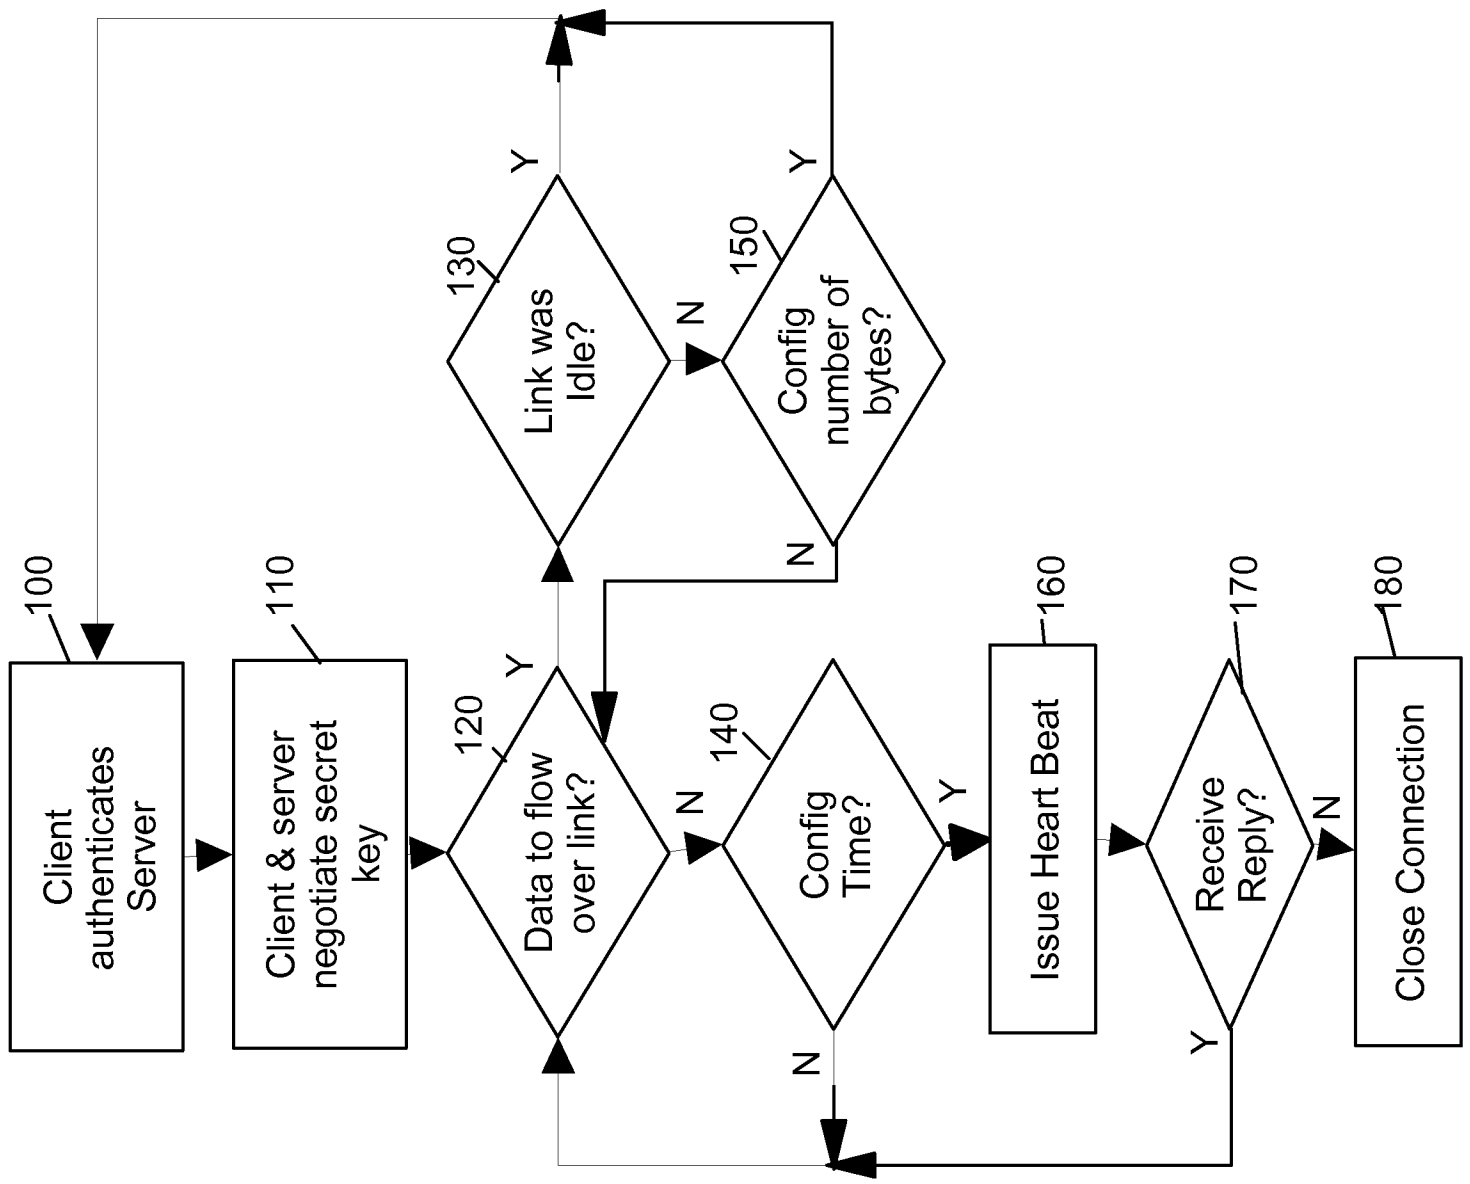 100
Client
authenticates
Server
110
Client & server
negotiate secret
key
120
Data to flow
over link?
Y
N
130
Link was
Idle?
Y
N
150
Config
number of
bytes?
Y
N
140
Config
Time?
Y
N
160
Issue Heart Beat
170
Receive
Reply?
Y
N
180
Close Connection